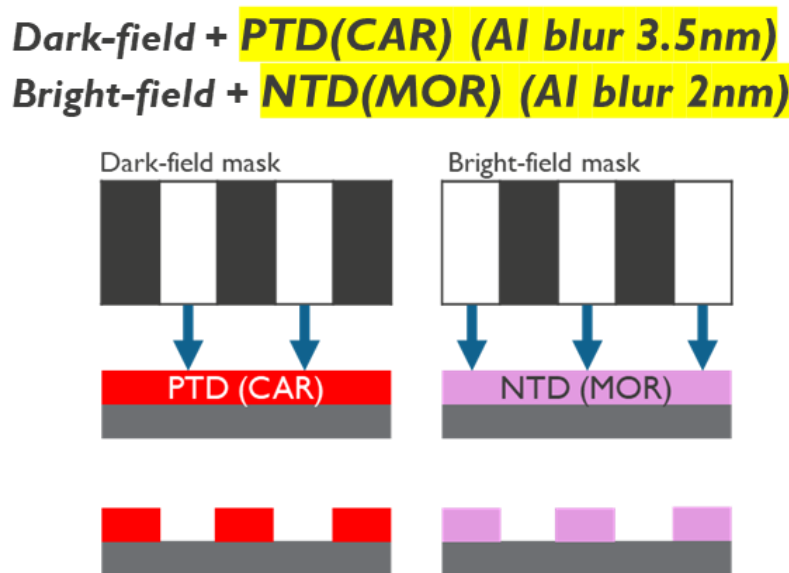 Dark-field + PTD(CAR) (AI blur 3.5nm)
Bright-field + NTD(MOR) (AI blur 2nm)
Dark-field mask
Bright-field mask
PTD (CAR)
NTD (MOR)